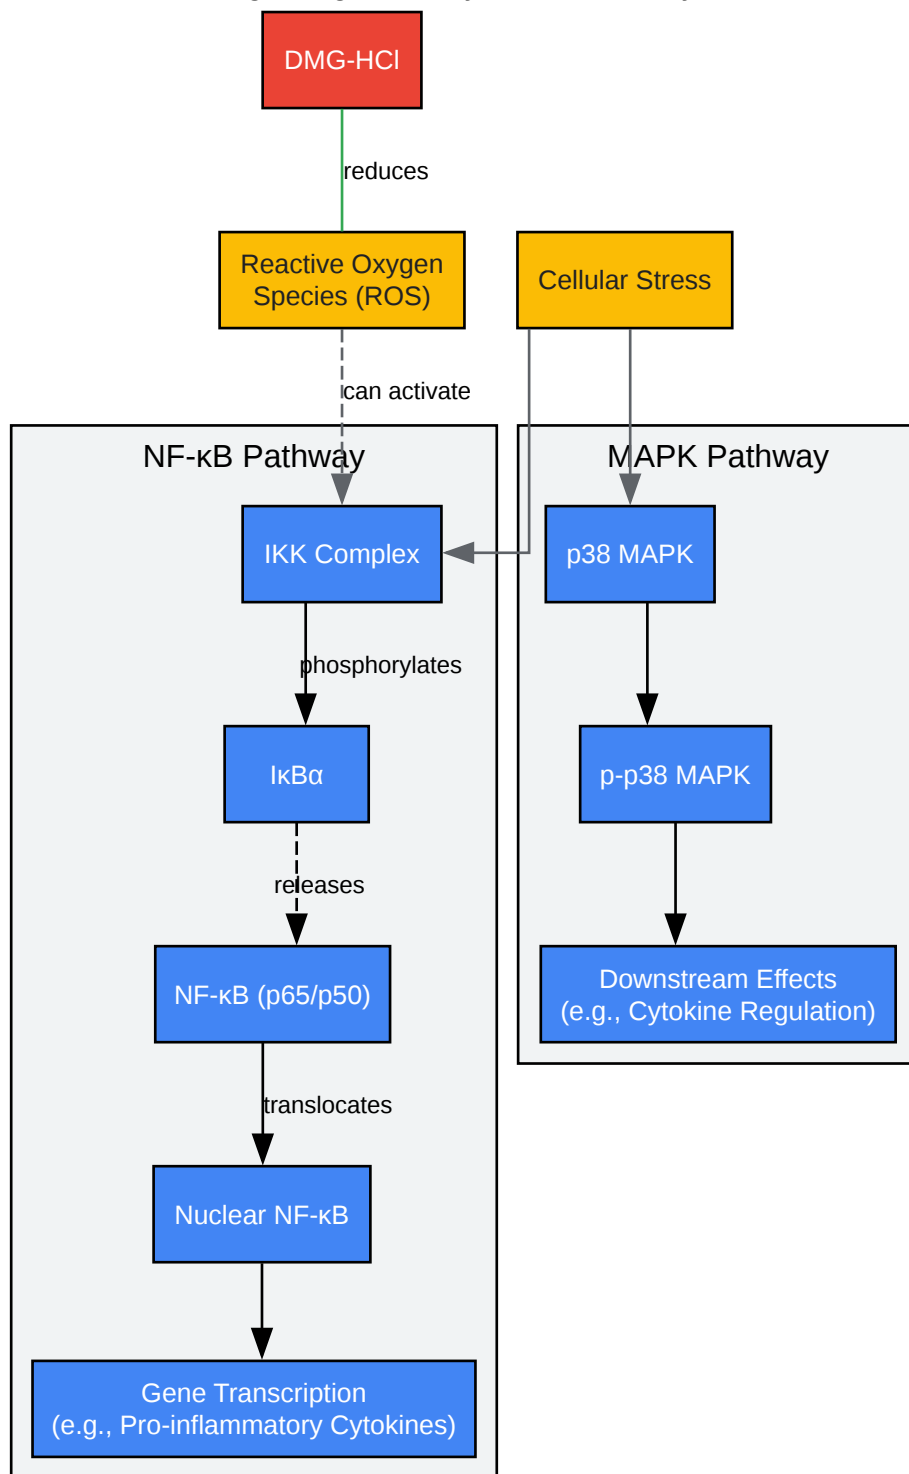 DMG-HCl
reduces
Reactive Oxygen
Species (ROS)
Cellular Stress
can activate
NF-κB Pathway
MAPK Pathway
IKK Complex
p38 MAPK
phosphorylates
IκBα
p-p38 MAPK
releases
NF-κB (p65/p50)
Downstream Effects
(e.g., Cytokine Regulation)
translocates
Nuclear NF-κB
Gene Transcription
(e.g., Pro-inflammatory Cytokines)